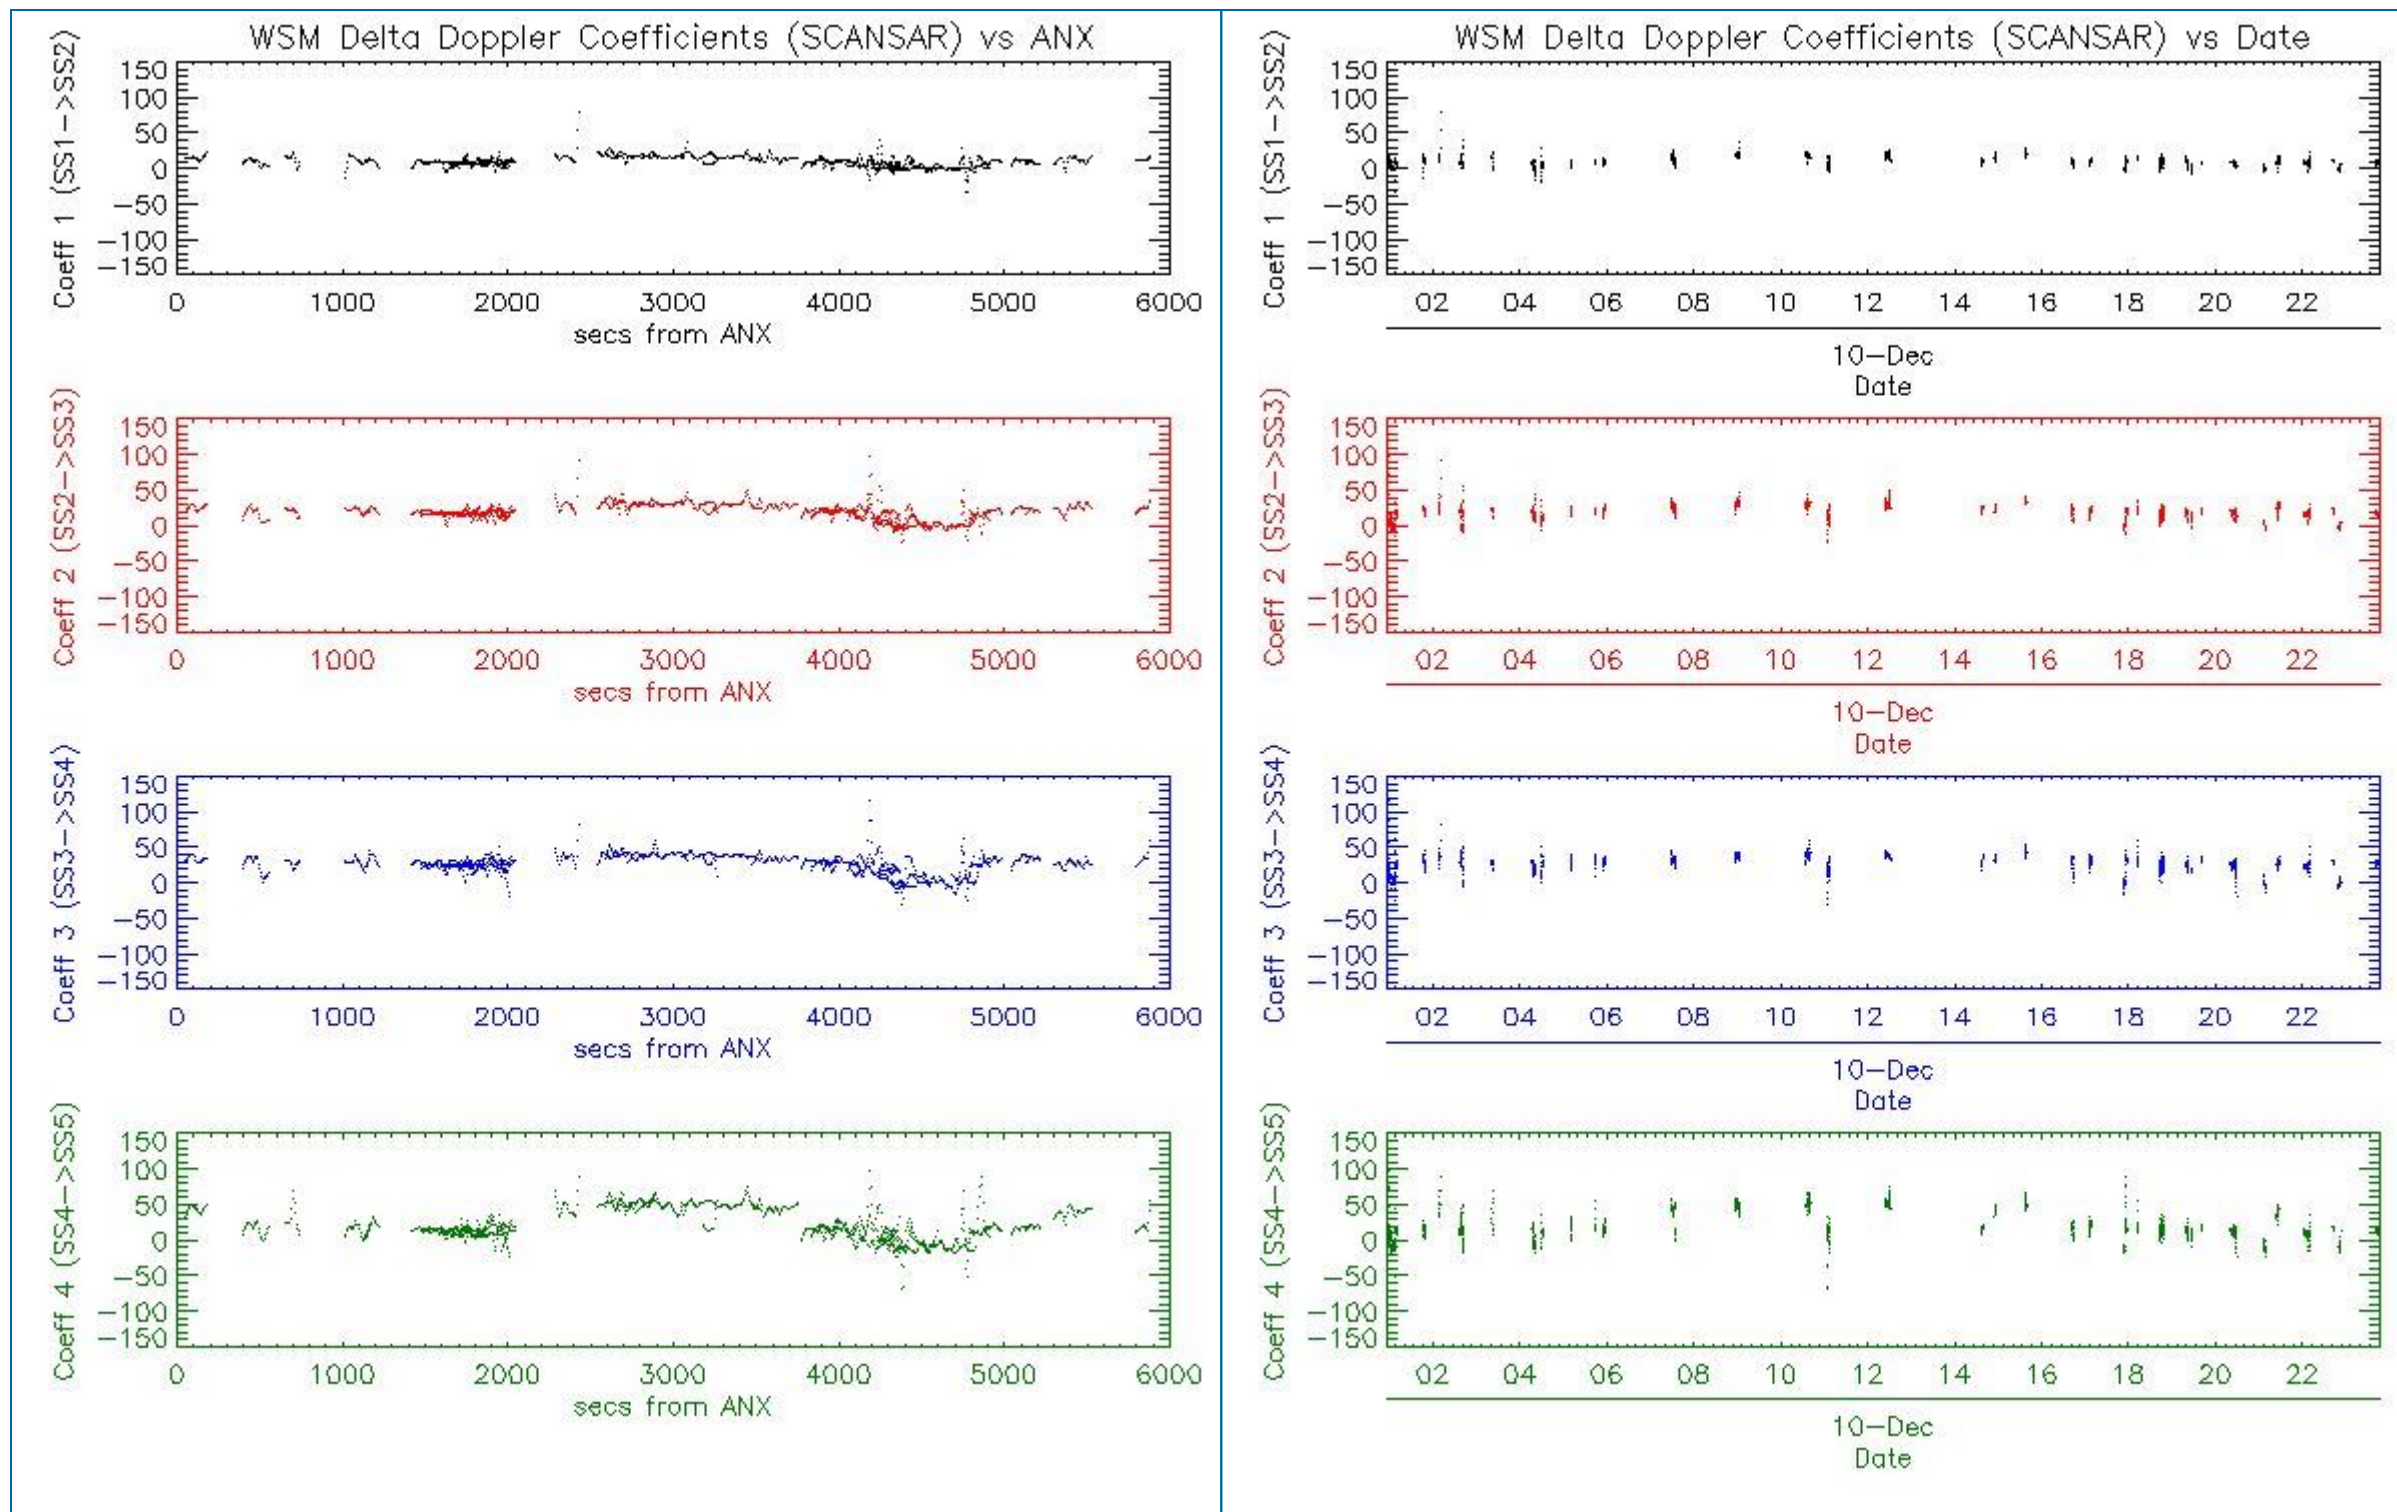 WSM Delta Doppler Coefficients (SCANSAR) vs ANX
Coeff 1 (SS1->SS2)
150
100
50
0
-50
-100
-150
0 1000 2000 3000 4000 5000 6000
secs from ANX
Coeff 2 (SS2->SS3)
150
100
50
0
-50
-100
-150
0 1000 2000 3000 4000 5000 6000
secs from ANX
Coeff 3 (SS3->SS4)
150
100
50
0
-50
-100
-150
0 1000 2000 3000 4000 5000 6000
secs from ANX
Coeff 4 (SS4->SS5)
150
100
50
0
-50
-100
-150
0 1000 2000 3000 4000 5000 6000
secs from ANX
WSM Delta Doppler Coefficients (SCANSAR) vs Date
Coeff 1 (SS1->SS2)
150
100
50
0
-50
-100
-150
02 04 06 08 10 12 14 16 18 20 22
10-Dec
Date
Coeff 2 (SS2->SS3)
150
100
50
0
-50
-100
-150
02 04 06 08 10 12 14 16 18 20 22
10-Dec
Date
Coeff 3 (SS3->SS4)
150
100
50
0
-50
-100
-150
02 04 06 08 10 12 14 16 18 20 22
10-Dec
Date
Coeff 4 (SS4->SS5)
150
100
50
0
-50
-100
-150
02 04 06 08 10 12 14 16 18 20 22
10-Dec
Date